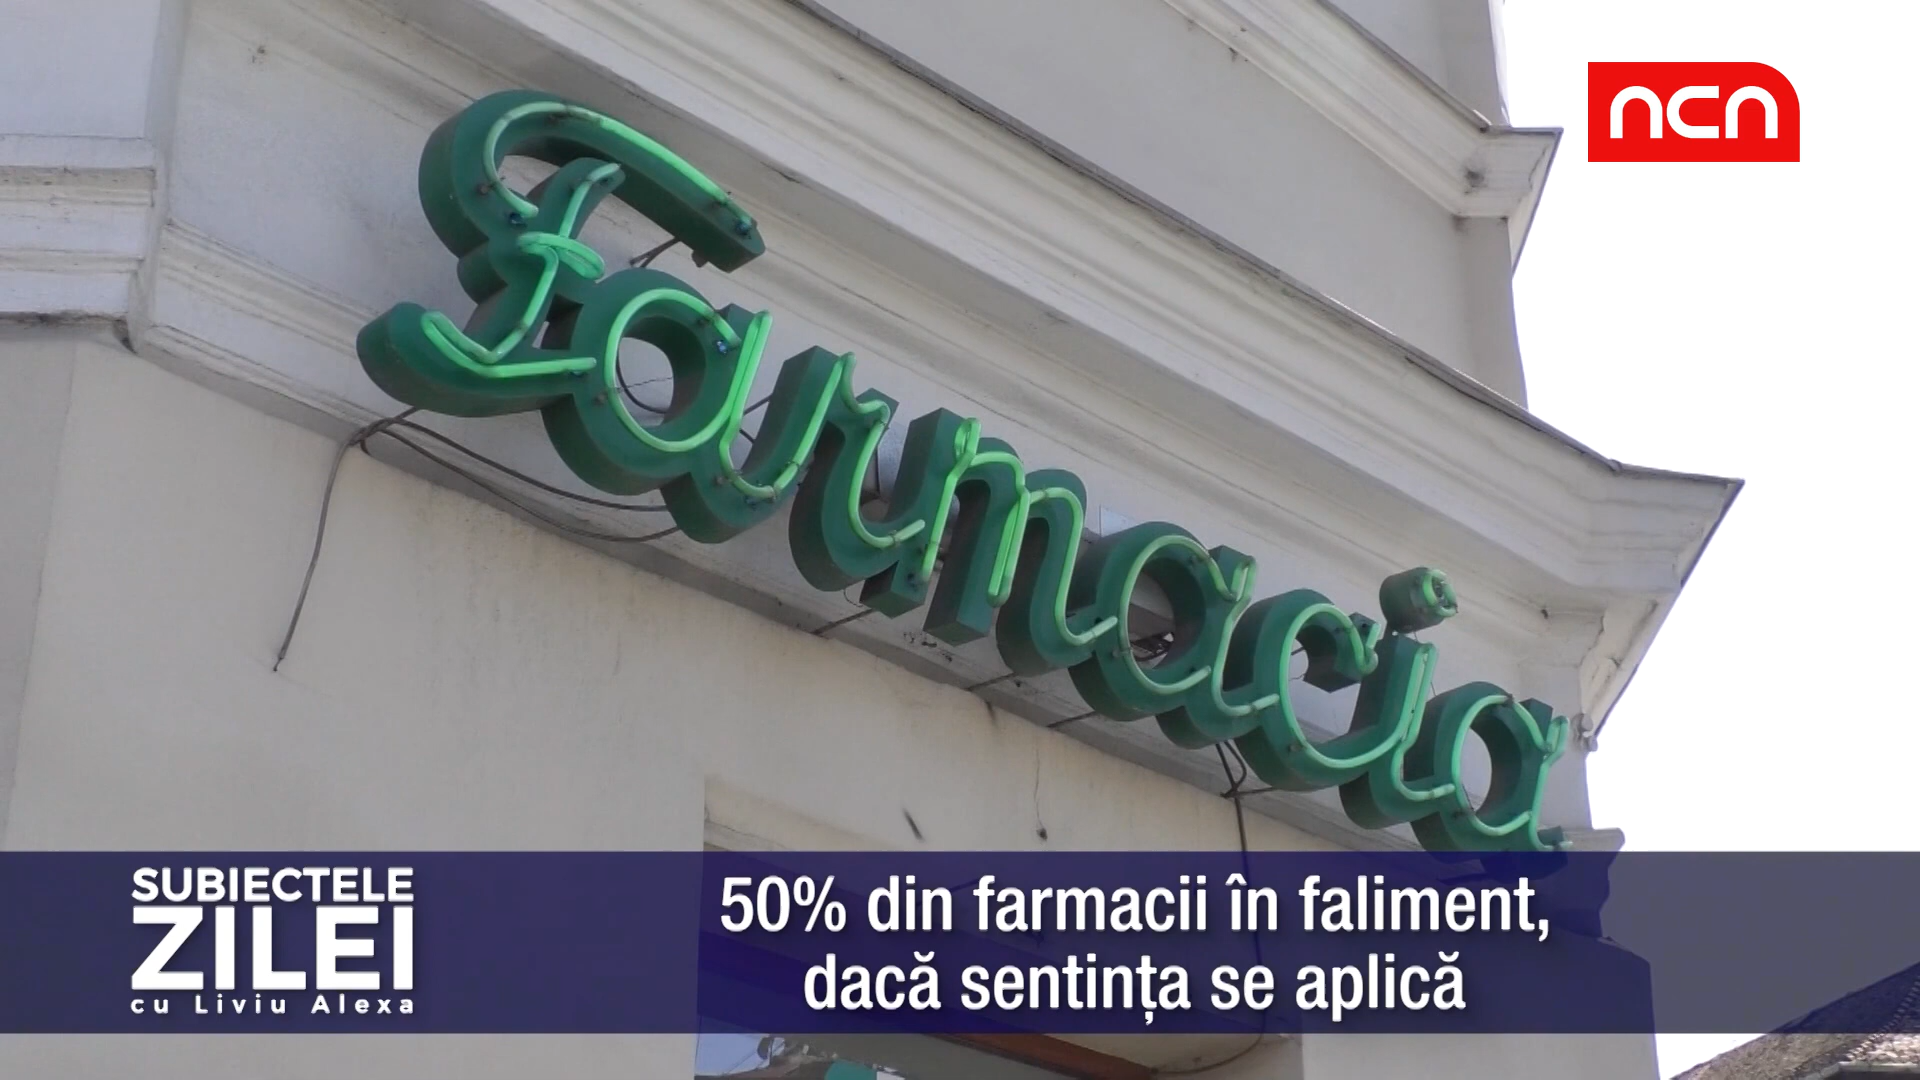 ncn
Farmacia
SUBIECTELE
ZILEI
cu Liviu Alexa
50% din farmacii în faliment,
dacă sentința se aplică